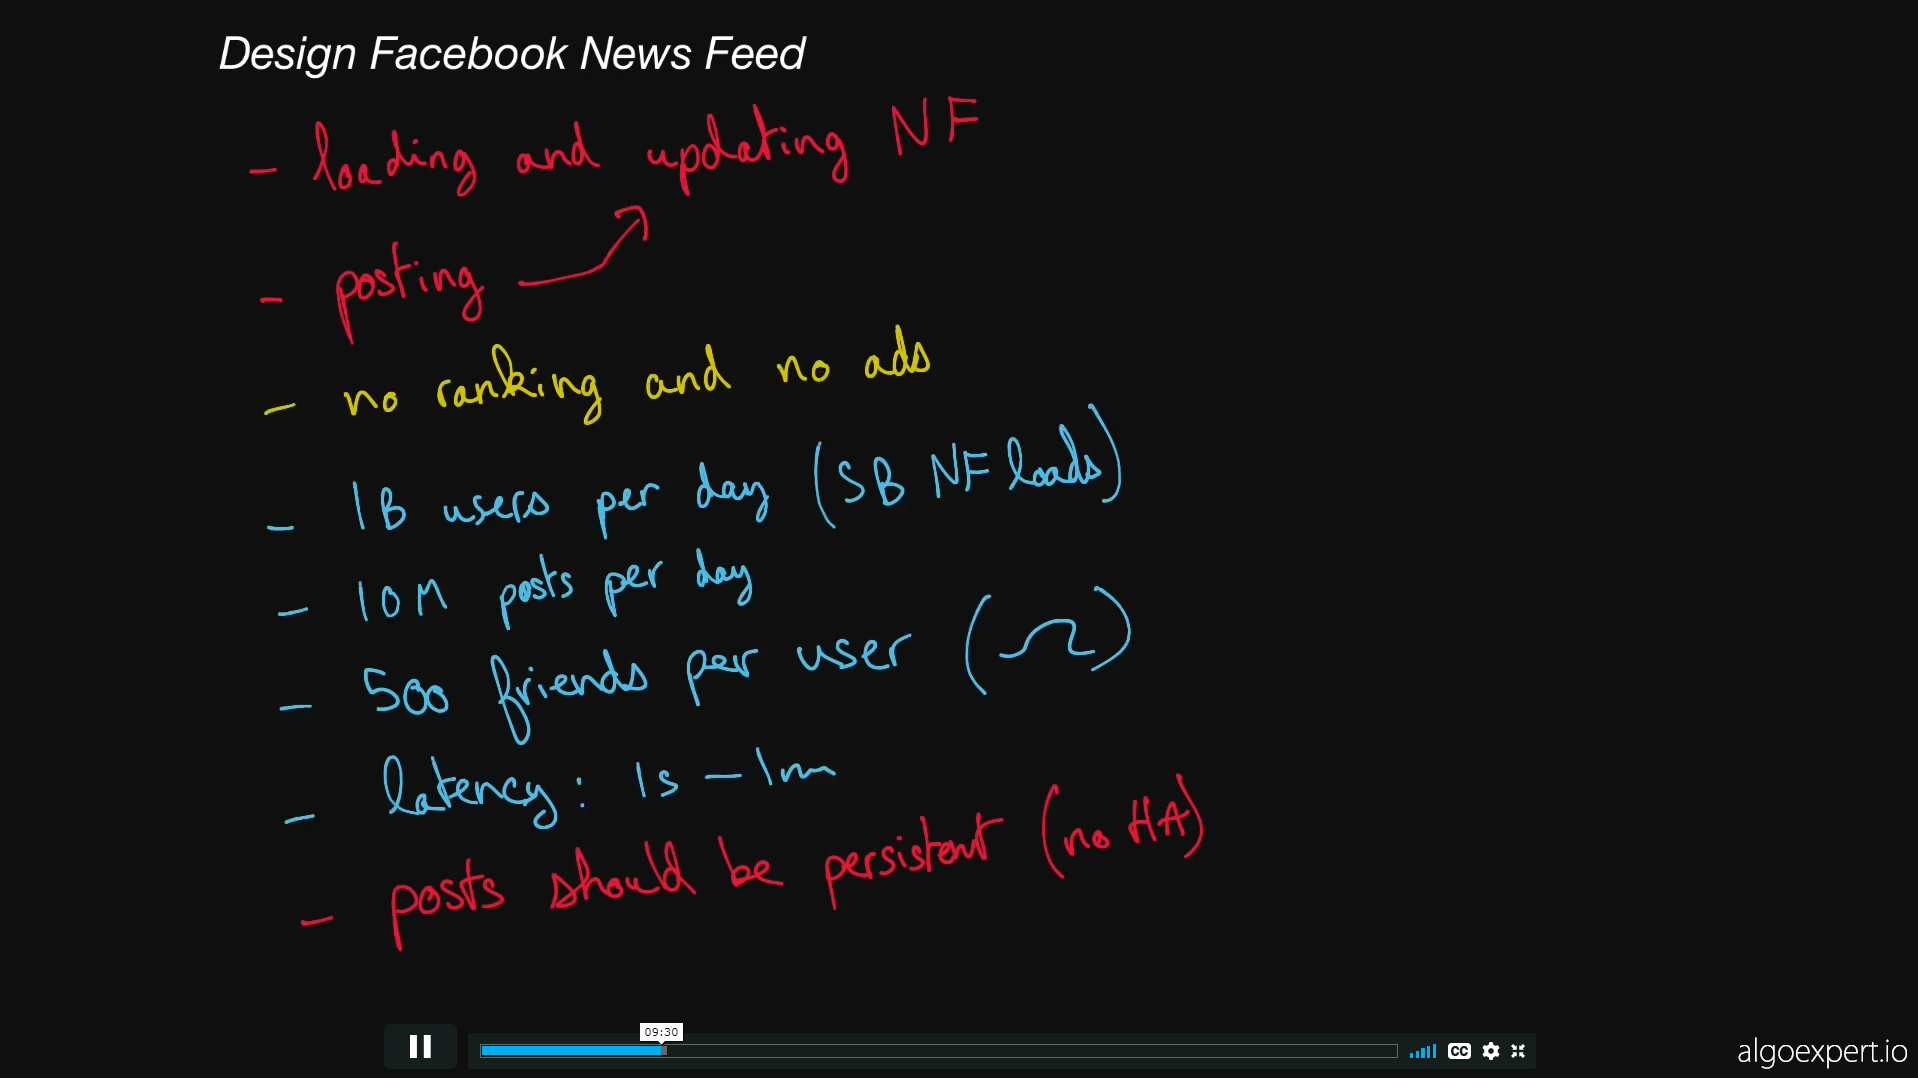 Design Facebook News Feed
- loading and updating NF
- posting
- no ranking and no ads
- 1B users per day (5B NF loads)
- 10M posts per day
- 500 friends per user (~)
- latency: 1s - 1m
- posts should be persistent (no HA)
09:30
CC
algoexpert.io